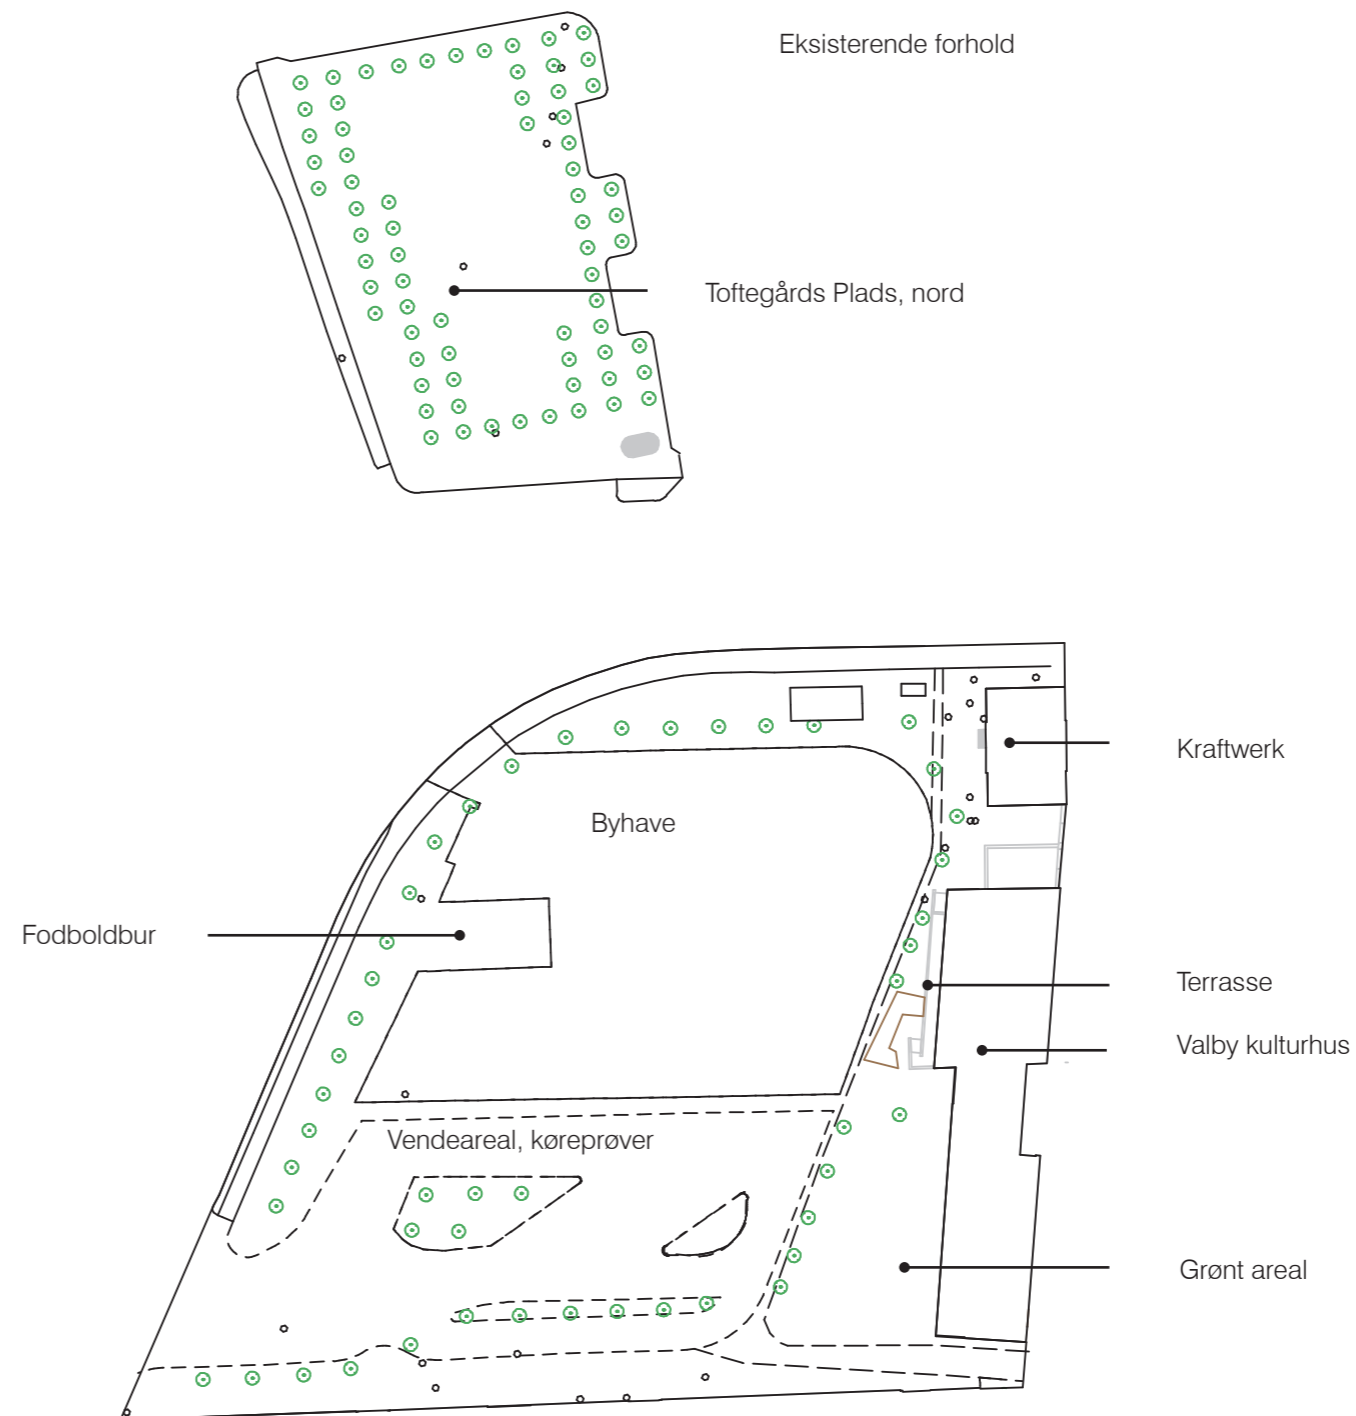 Eksisterende forhold
Toftegårds Plads, nord
Kraftwerk
Byhave
Fodboldbur
Terrasse
Valby kulturhus
Vendeareal, køreprøver
Grønt areal